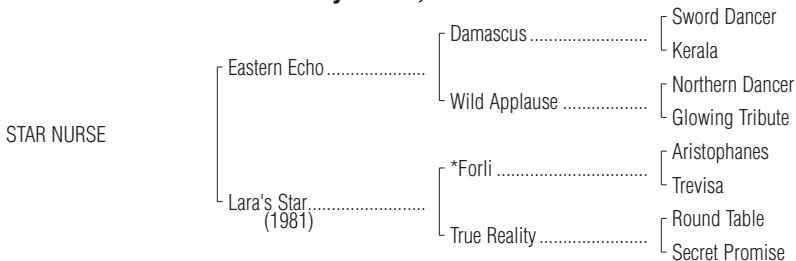 Sword Dancer
Damascus
Kerala
Eastern Echo
Northern Dancer
Wild Applause
Glowing Tribute
STAR NURSE
Aristophanes
*Forli
Trevisa
Lara's Star
(1981)
Round Table
True Reality
Secret Promise